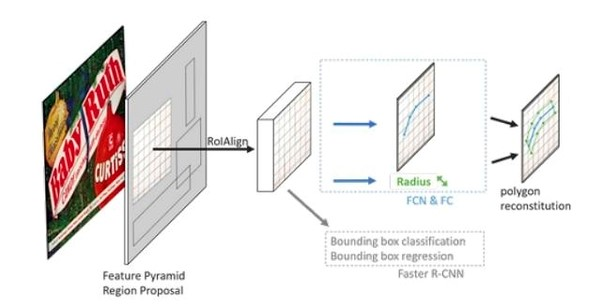 Baby Ruth
CURTISS
RoIAlign
Radius
FCN & FC
polygon
reconstitution
Bounding box classification
Bounding box regression
Faster R-CNN
Feature Pyramid
Region Proposal